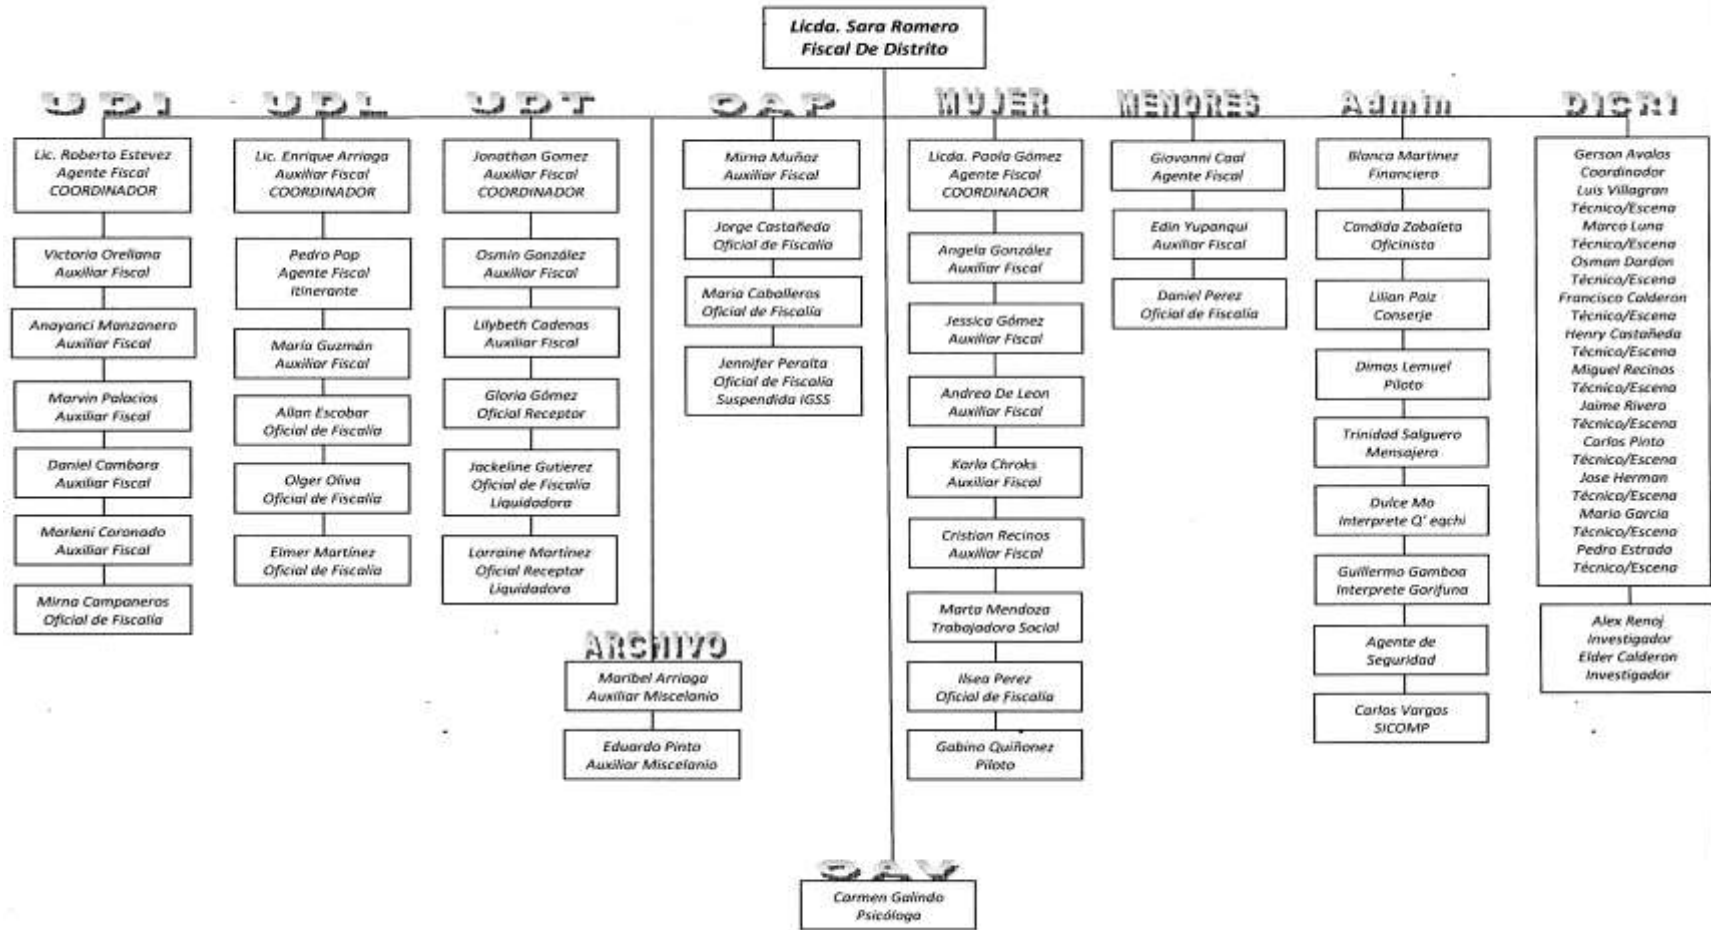 Licda. Sara Romero
Fiscal De Distrito
UDI
Lic. Roberto Estevez
Agente Fiscal
COORDINADOR
Victoria Orellana
Auxiliar Fiscal
Anayanci Manzanero
Auxiliar Fiscal
Marvin Palacios
Auxiliar Fiscal
Daniel Cambara
Auxiliar Fiscal
Marleni Coronado
Auxiliar Fiscal
Mirna Campaneros
Oficial de Fiscalía
UDL
Lic. Enrique Arriaga
Auxiliar Fiscal
COORDINADOR
Pedro Pop
Agente Fiscal
Itinerante
María Guzmán
Auxiliar Fiscal
Allan Escobar
Oficial de Fiscalía
Olger Oliva
Oficial de Fiscalía
Elmer Martínez
Oficial de Fiscalía
UDT
Jonathan Gomez
Auxiliar Fiscal
COORDINADOR
Osmin González
Auxiliar Fiscal
Lilybeth Cadenas
Auxiliar Fiscal
Gloria Gómez
Oficial Receptor
Jackeline Gutierez
Oficial de Fiscalía
Liquidadora
Lorraine Martínez
Oficial Receptor
Liquidadora
ARCHIVO
Maribel Arriaga
Auxiliar Miscelanio
Eduardo Pinto
Auxiliar Miscelanio
OAP
Mirna Muñoz
Auxiliar Fiscal
Jorge Castañeda
Oficial de Fiscalía
María Caballeros
Oficial de Fiscalía
Jennifer Peralta
Oficial de Fiscalía
Suspendida IGSS
MUJER
Licda. Paola Gómez
Agente Fiscal
COORDINADOR
Angela González
Auxiliar Fiscal
Jessica Gómez
Auxiliar Fiscal
Andrea De Leon
Auxiliar Fiscal
Karla Chroks
Auxiliar Fiscal
Cristian Recinos
Auxiliar Fiscal
Marta Mendoza
Trabajadora Social
Ilsea Perez
Oficial de Fiscalía
Gabino Quiñonez
Piloto
MENORES
Giovanni Caal
Agente Fiscal
Edin Yupanqui
Auxiliar Fiscal
Daniel Perez
Oficial de Fiscalía
Admin
Blanca Martinez
Financiero
Candida Zabaleta
Oficinista
Lilian Paiz
Conserje
Dimas Lemuel
Piloto
Trinidad Salguero
Mensajero
Dulce Mo
Interprete Q' eqchi
Guillermo Gamboa
Interprete Garifuna
Agente de
Seguridad
Carlos Vargas
SICOMP
DICRI
Gerson Avalos
Coordinador
Luis Villagran
Técnico/Escena
Marco Luna
Técnico/Escena
Osman Dardon
Técnico/Escena
Francisco Calderon
Técnico/Escena
Henry Castañeda
Técnico/Escena
Miguel Recinos
Técnico/Escena
Jaime Rivera
Técnico/Escena
Carlos Pinto
Técnico/Escena
Jose Herman
Técnico/Escena
Mario Garcia
Técnico/Escena
Pedro Estrada
Técnico/Escena
Alex Renoj
Investigador
Elder Calderon
Investigador
OAV
Carmen Galindo
Psicóloga